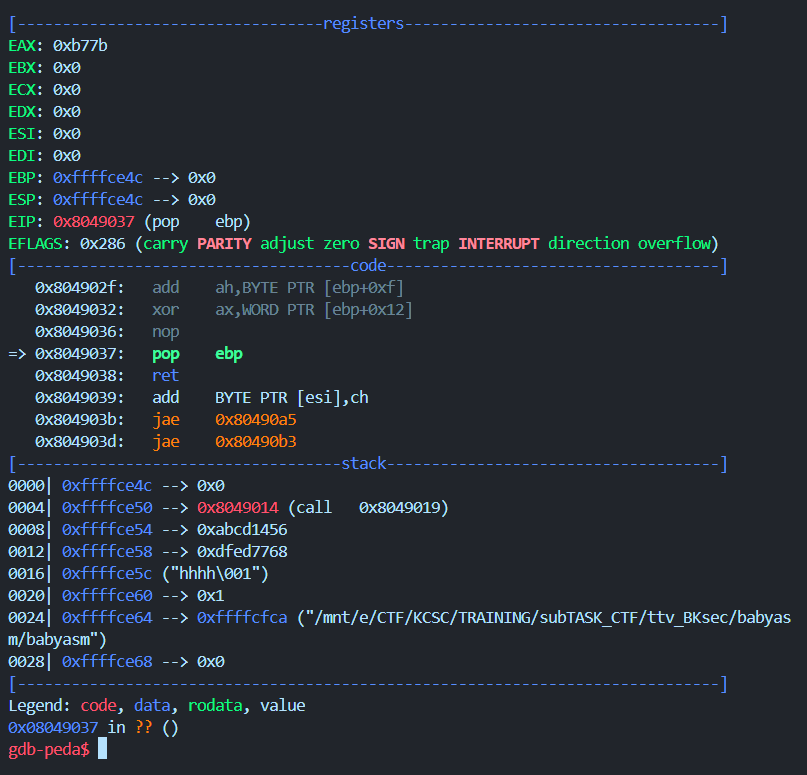 [----------------------------------registers-----------------------------------]
EAX: 0xb77b
EBX: 0x0
ECX: 0x0
EDX: 0x0
ESI: 0x0
EDI: 0x0
EBP: 0xffffce4c --> 0x0
ESP: 0xffffce4c --> 0x0
EIP: 0x8049037 (pop    ebp)
EFLAGS: 0x286 (carry PARITY adjust zero SIGN trap INTERRUPT direction overflow)
[-------------------------------------code-------------------------------------]
   0x804902f:	add    ah,BYTE PTR [ebp+0xf]
   0x8049032:	xor    ax,WORD PTR [ebp+0x12]
   0x8049036:	nop
=> 0x8049037:	pop    ebp
   0x8049038:	ret
   0x8049039:	add    BYTE PTR [esi],ch
   0x804903b:	jae    0x80490a5
   0x804903d:	jae    0x80490b3
[------------------------------------stack-------------------------------------]
0000| 0xffffce4c --> 0x0
0004| 0xffffce50 --> 0x8049014 (call   0x8049019)
0008| 0xffffce54 --> 0xabcd1456
0012| 0xffffce58 --> 0xdfed7768
0016| 0xffffce5c ("hhhh\001")
0020| 0xffffce60 --> 0x1
0024| 0xffffce64 --> 0xffffcfca ("/mnt/e/CTF/KCSC/TRAINING/subTASK_CTF/ttv_BKsec/babyas
m/babyasm")
0028| 0xffffce68 --> 0x0
[------------------------------------------------------------------------------]
Legend: code, data, rodata, value
0x08049037 in ?? ()
gdb-peda$